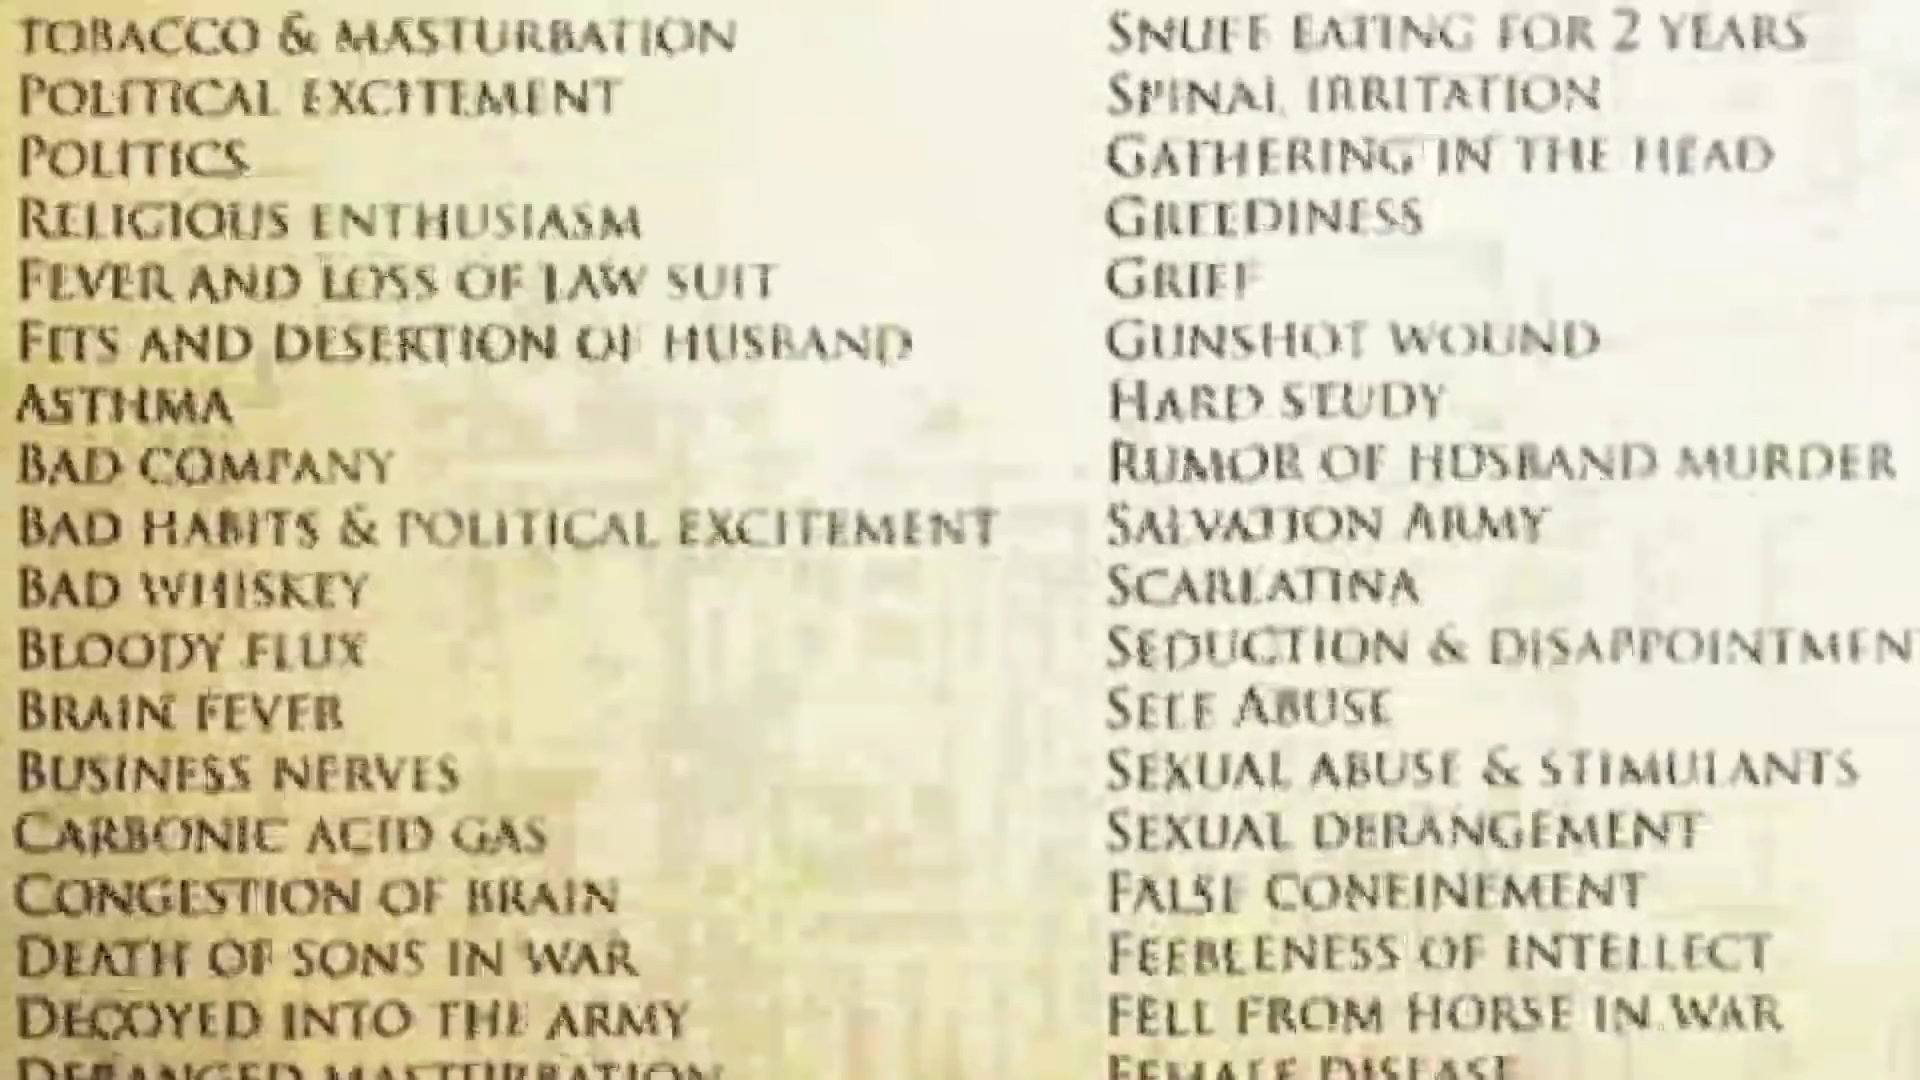 TOBACCO & MASTURBATION
POLITICAL EXCITEMENT
POLITICS
RELIGIOUS ENTHUSIASM
FEVER AND LOSS OF LAW SUIT
FITS AND DESERTION OF HUSBAND
ASTHMA
BAD COMPANY
BAD HABITS & POLITICAL EXCITEMENT
BAD WHISKEY
BLOODY FLUX
BRAIN FEVER
BUSINESS NERVES
CARBONIC ACID GAS
CONGESTION OF BRAIN
DEATH OF SONS IN WAR
DECOYED INTO THE ARMY
DERANGED MASTURBATION
SNUFF EATING FOR 2 YEARS
SPINAL IRRITATION
GATHERING IN THE HEAD
GREEDINESS
GRIEF
GUNSHOT WOUND
HARD STUDY
RUMOR OF HUSBAND MURDER
SALVATION ARMY
SCARLATINA
SEDUCTION & DISAPPOINTMENT
SELF ABUSE
SEXUAL ABUSE & STIMULANTS
SEXUAL DERANGEMENT
FALSE CONFINEMENT
FEEBLENESS OF INTELLECT
FELL FROM HORSE IN WAR
FEMALE DISEASE